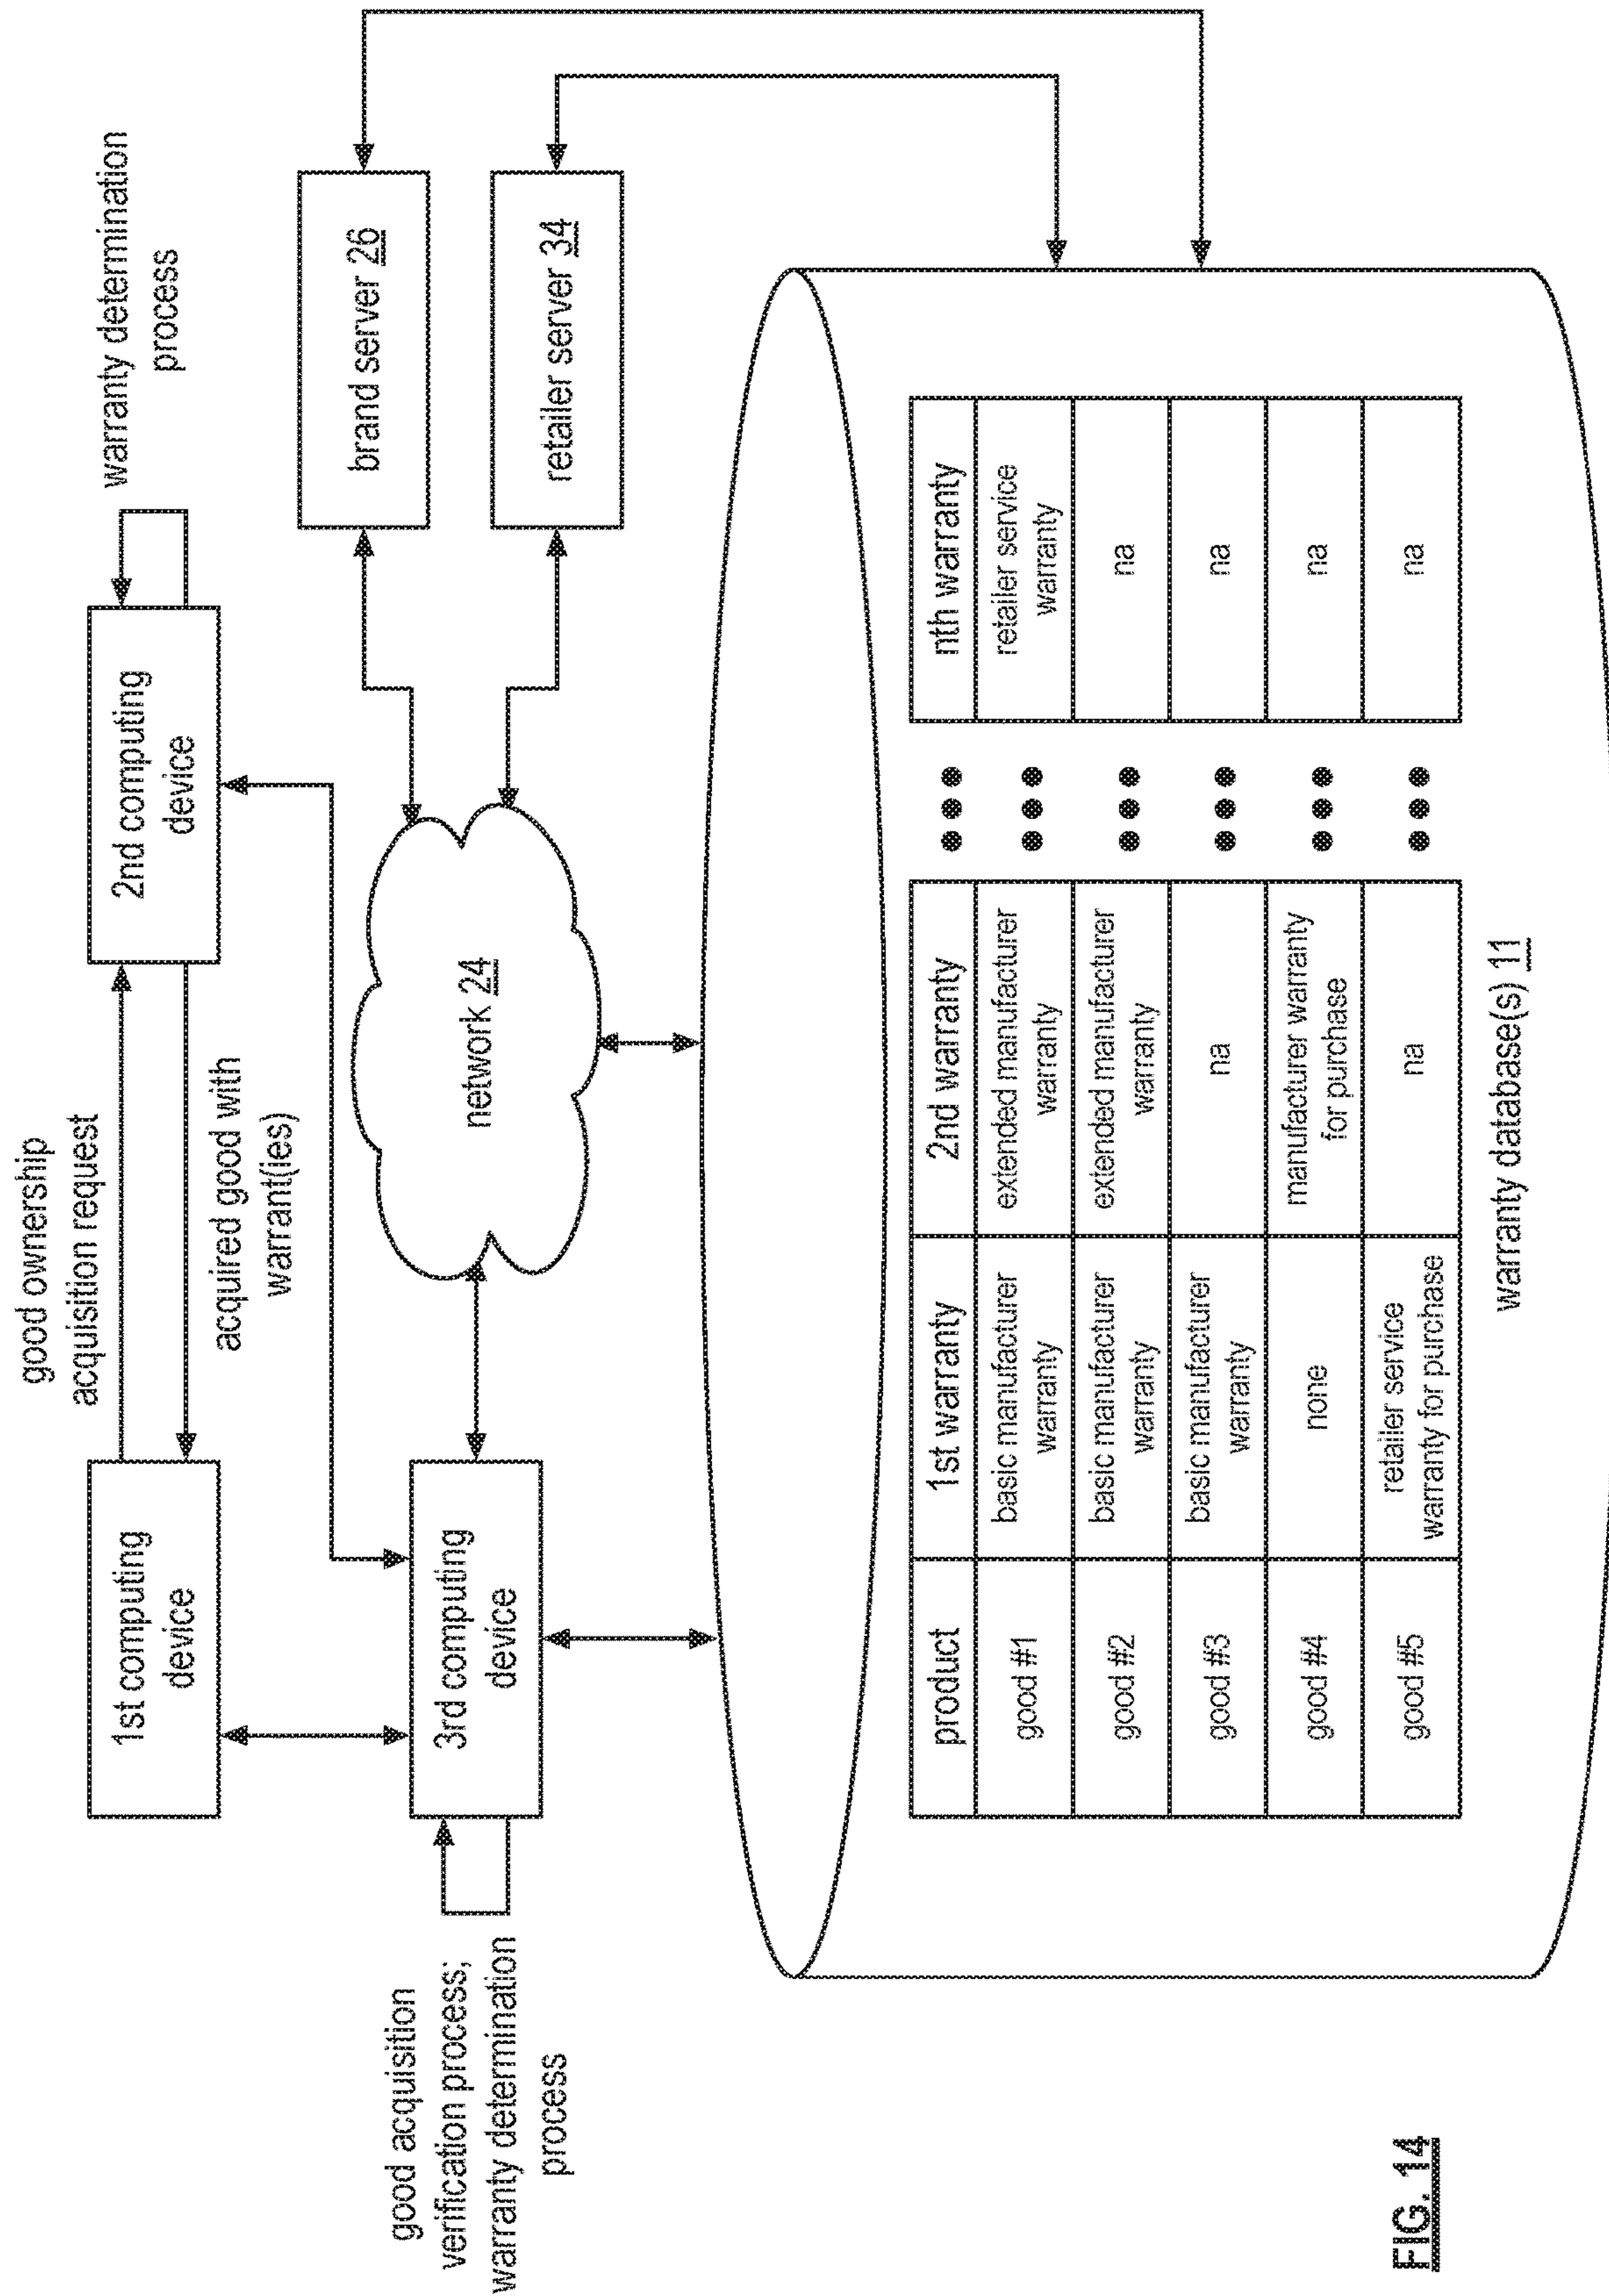 good ownership
acquisition request
warranty determination
process
1st computing
device
2nd computing
device
acquired good with
warrant(ies)
good acquisition
verification process;
warranty determination
process
3rd computing
device
network 24
brand server 26
retailer server 34
product
1st warranty
2nd warranty
nth warranty
good #1
basic manufacturer
warranty
extended manufacturer
warranty
retailer service
warranty
good #2
basic manufacturer
warranty
extended manufacturer
warranty
na
good #3
basic manufacturer
warranty
na
na
good #4
none
manufacturer warranty
for purchase
na
good #5
retailer service
warranty for purchase
na
na
warranty database(s) 11
FIG. 14